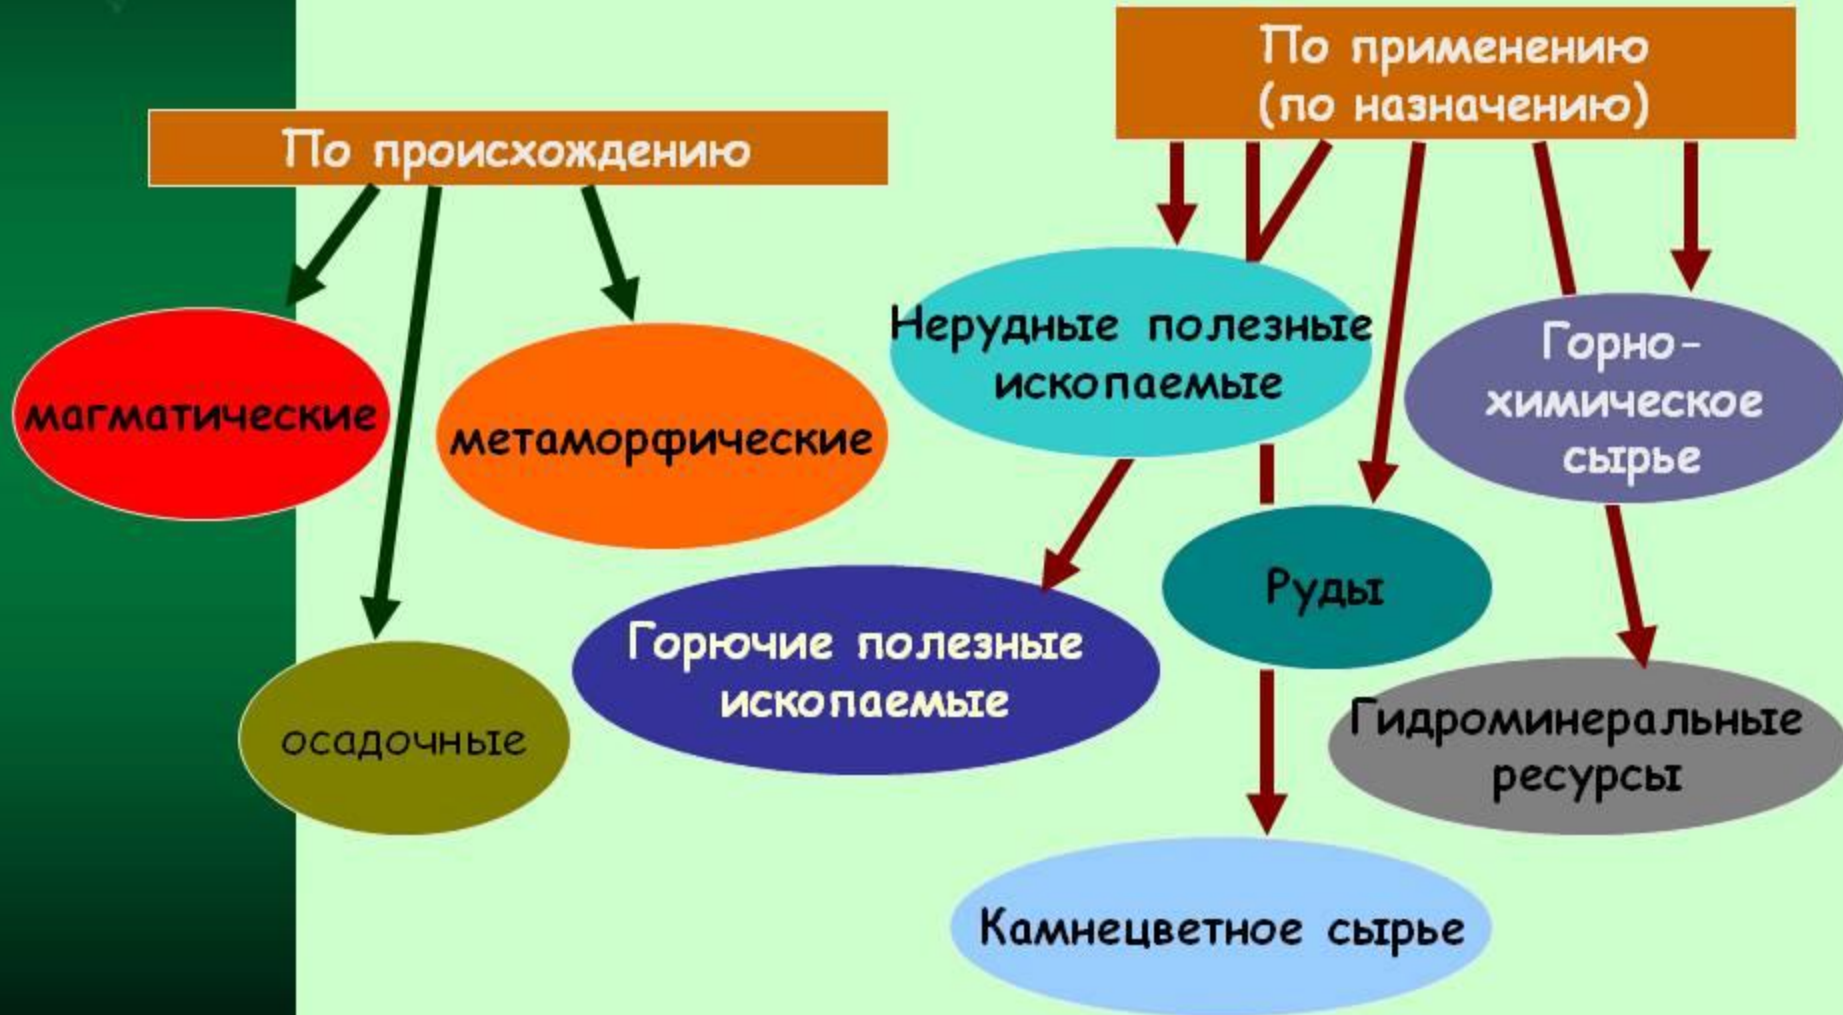 По происхождению
магматические
метаморфические
осадочные
По применению
(по назначению)
Нерудные полезные
ископаемые
Горно-
химическое
сырье
Руды
Горючие полезные
ископаемые
Гидроминеральные
ресурсы
Камнецветное сырье